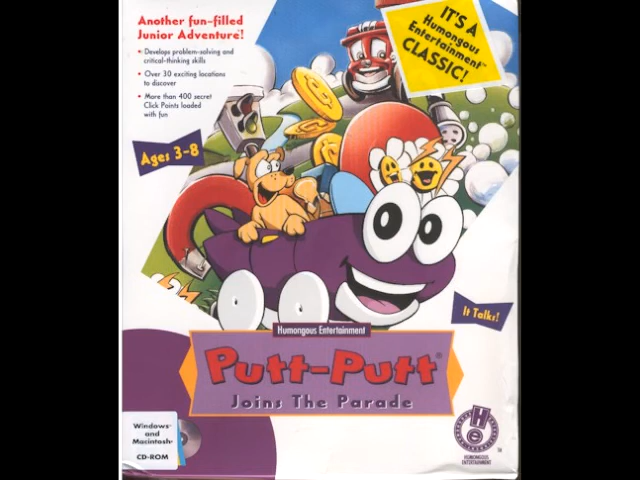 Another fun-filled
Junior Adventure!
• Develops problem-solving and
critical-thinking skills
• Over 30 exciting locations
to discover
• More than 400 secret
Click Points loaded
with fun
IT'S A
Humongous
Entertainment™
CLASSIC!
Ages 3-8
It Talks!
Humongous Entertainment
Putt-Putt®
Joins The Parade
Windows™
and
Macintosh®
CD-ROM
H
e
HUMONGOUS
ENTERTAINMENT